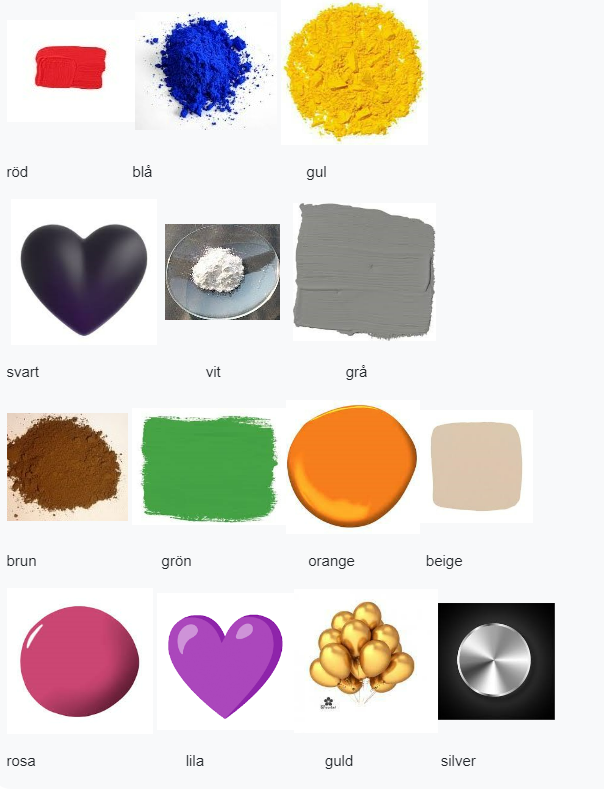 röd blå gul
svart vit grå
brun grön orange beige
rosa lila guld silver